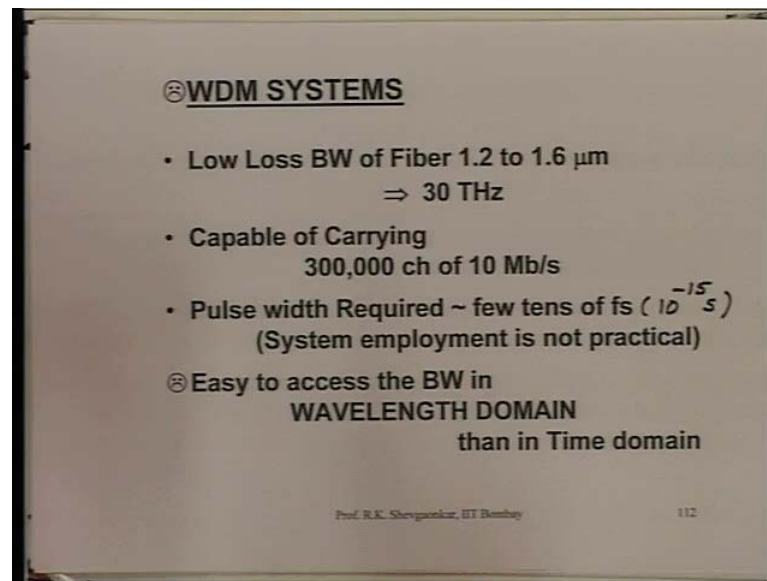 ☹WDM SYSTEMS
• Low Loss BW of Fiber 1.2 to 1.6 μm
⇒ 30 THz
• Capable of Carrying
300,000 ch of 10 Mb/s
• Pulse width Required ~ few tens of fs (10⁻¹⁵ s)
(System employment is not practical)
☹Easy to access the BW in
WAVELENGTH DOMAIN
than in Time domain
Prof. R.K. Shevgaonkar, IIT Bombay 112